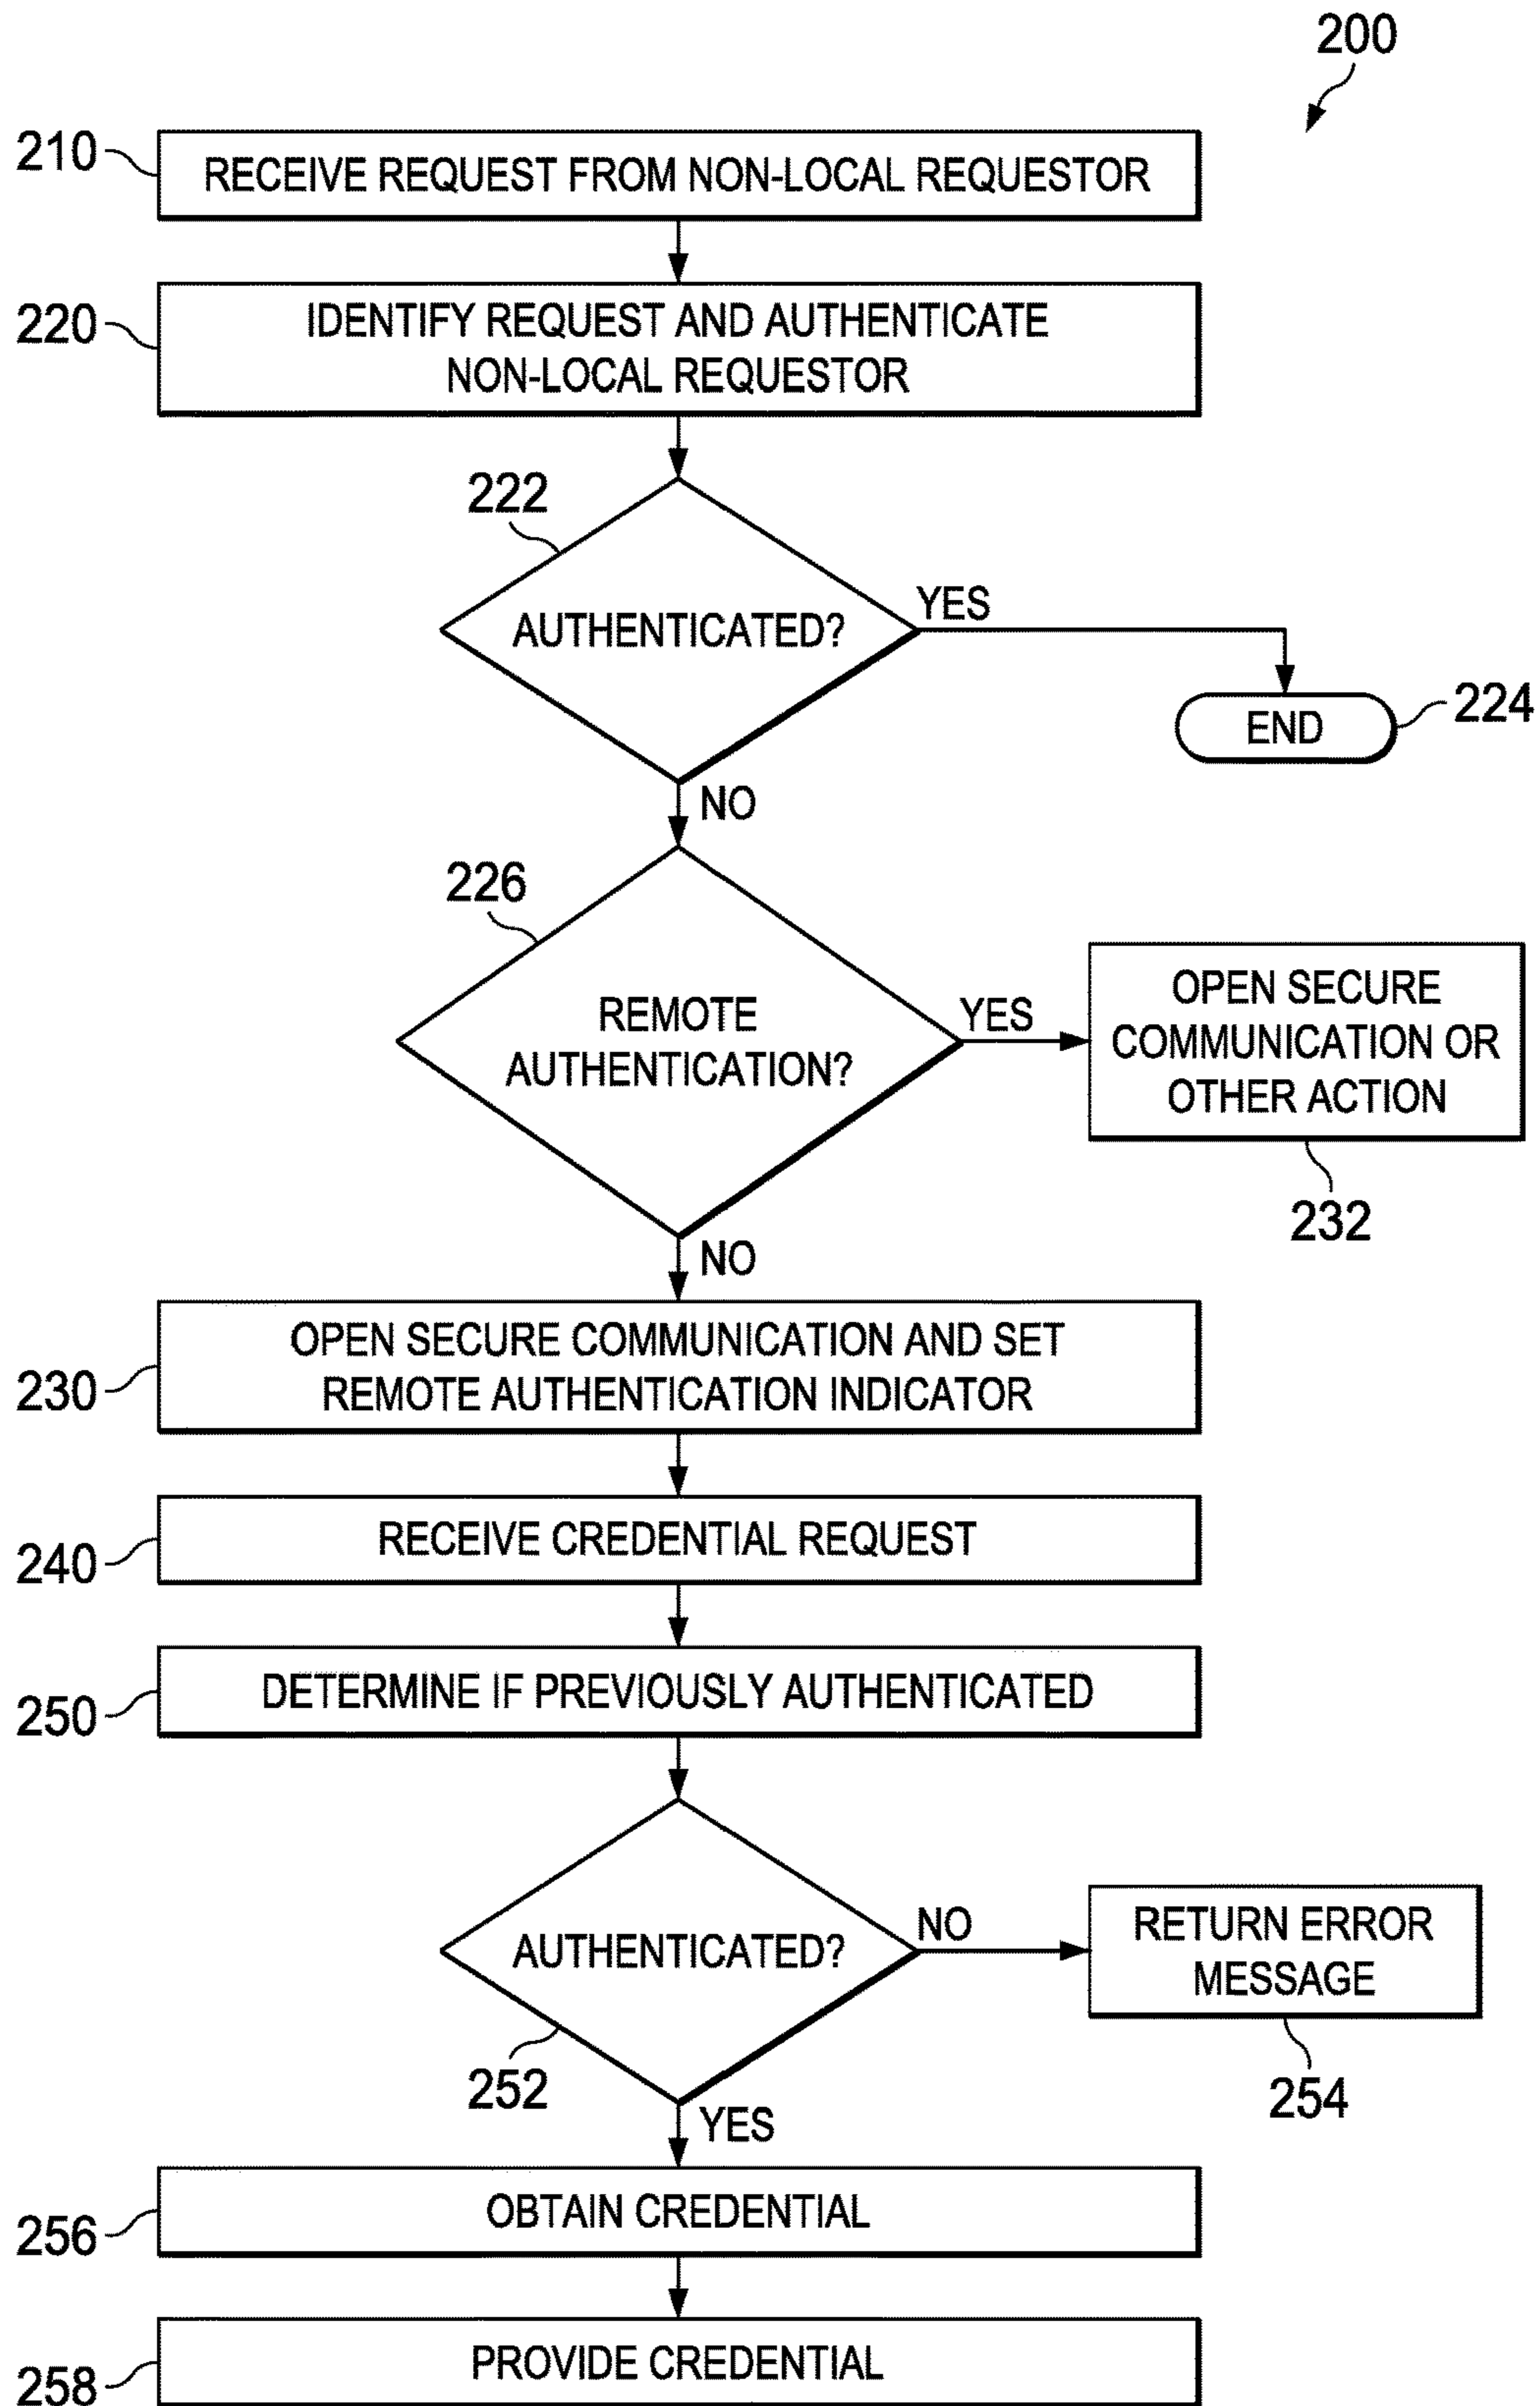 200
210
RECEIVE REQUEST FROM NON-LOCAL REQUESTOR
220
IDENTIFY REQUEST AND AUTHENTICATE
NON-LOCAL REQUESTOR
222
AUTHENTICATED?
YES
END
224
NO
226
REMOTE
AUTHENTICATION?
YES
OPEN SECURE
COMMUNICATION OR
OTHER ACTION
232
NO
230
OPEN SECURE COMMUNICATION AND SET
REMOTE AUTHENTICATION INDICATOR
240
RECEIVE CREDENTIAL REQUEST
250
DETERMINE IF PREVIOUSLY AUTHENTICATED
AUTHENTICATED?
252
NO
RETURN ERROR
MESSAGE
254
YES
256
OBTAIN CREDENTIAL
258
PROVIDE CREDENTIAL